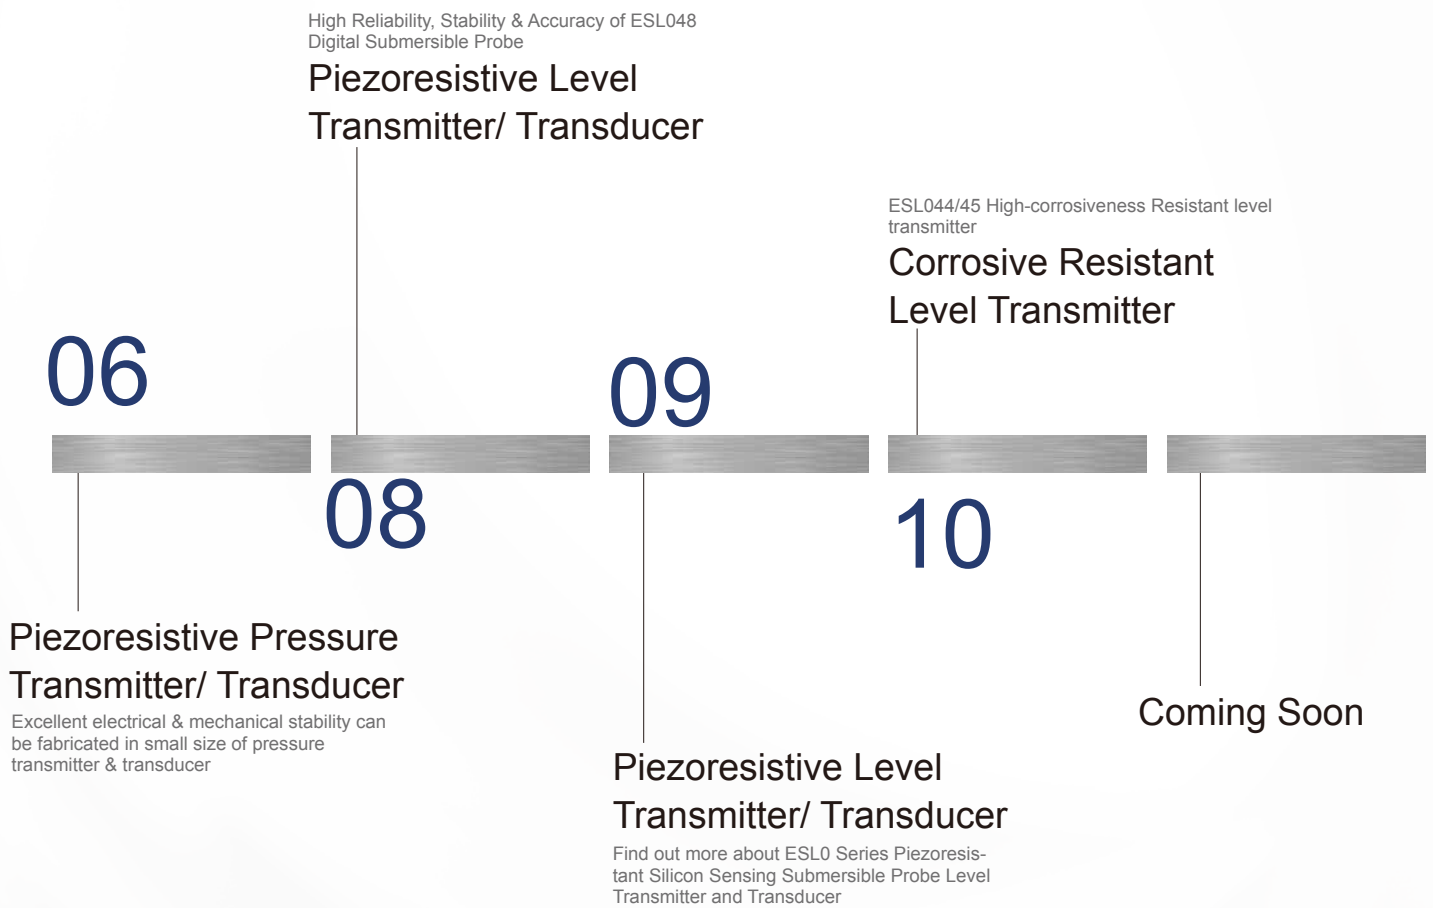 High Reliability, Stability & Accuracy of ESL048
Digital Submersible Probe
Piezoresistive Level
Transmitter/ Transducer
ESL044/45 High-corrosiveness Resistant level
transmitter
Corrosive Resistant
Level Transmitter
06
09
08
10
Piezoresistive Pressure
Transmitter/ Transducer
Excellent electrical & mechanical stability can
be fabricated in small size of pressure
transmitter & transducer
Coming Soon
Piezoresistive Level
Transmitter/ Transducer
Find out more about ESL0 Series Piezoresis-
tant Silicon Sensing Submersible Probe Level
Transmitter and Transducer